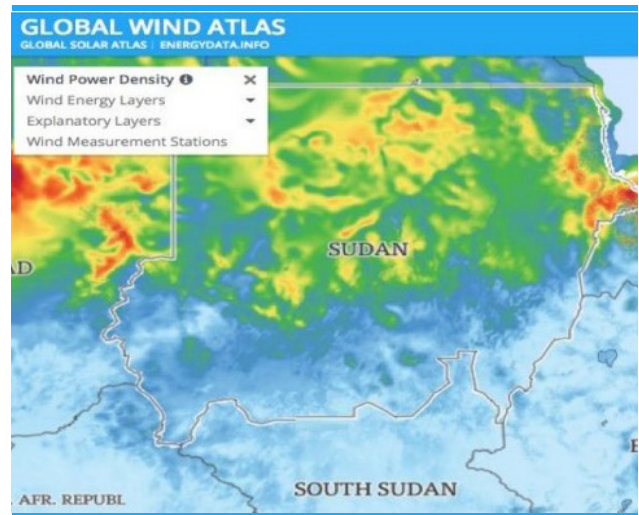 GLOBAL WIND ATLAS
GLOBAL SOLAR ATLAS | ENERGYDATA.INFO
Wind Power Density
Wind Energy Layers
Explanatory Layers
Wind Measurement Stations
SUDAN
AD
SOUTH SUDAN
E
. AFR. REPUBL